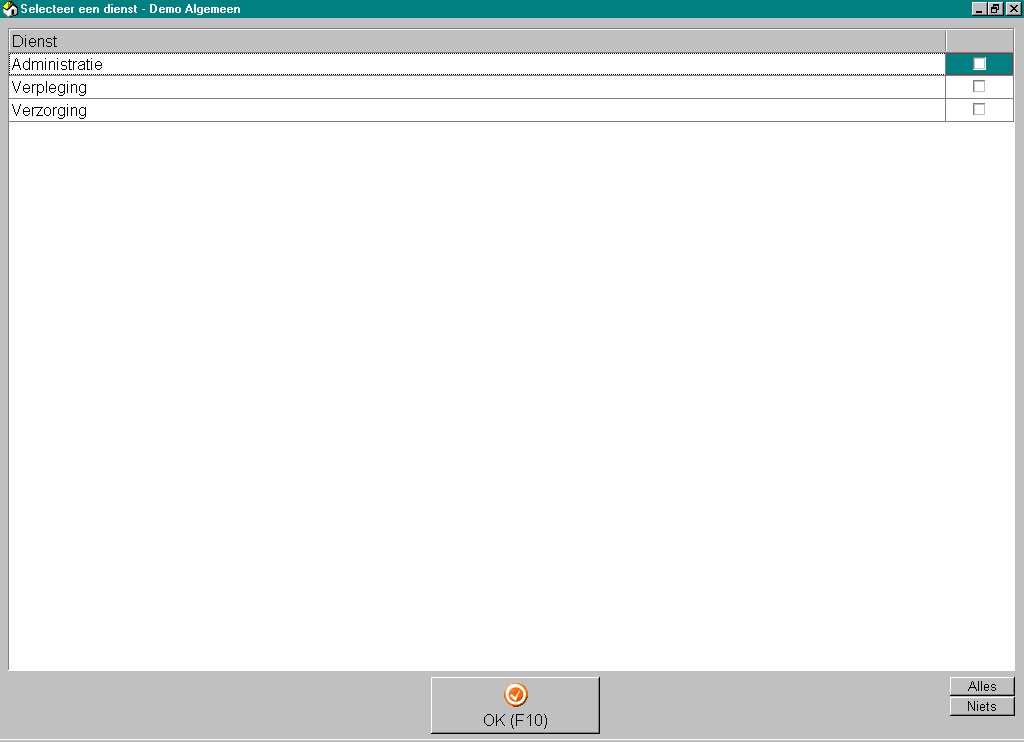 Selecteer een dienst - Demo Algemeen
Dienst
Administratie
Verpleging
Verzorging
OK (F10)
Alles
Niets